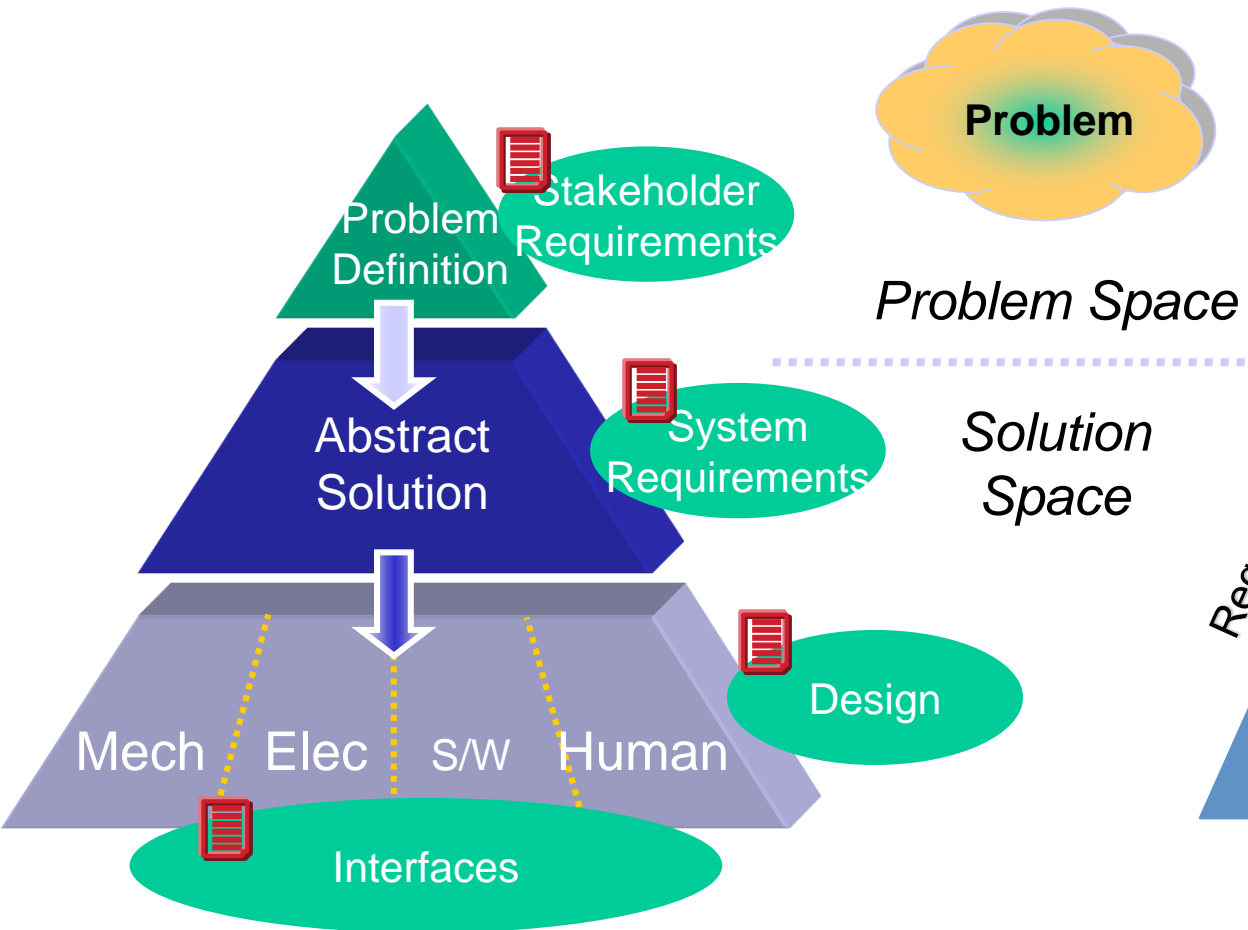 Problem
Stakeholder
Requirements
Problem
Definition
Problem Space
Abstract
Solution
System
Requirements
Solution
Space
Design
Mech
Elec
S/W
Human
Interfaces